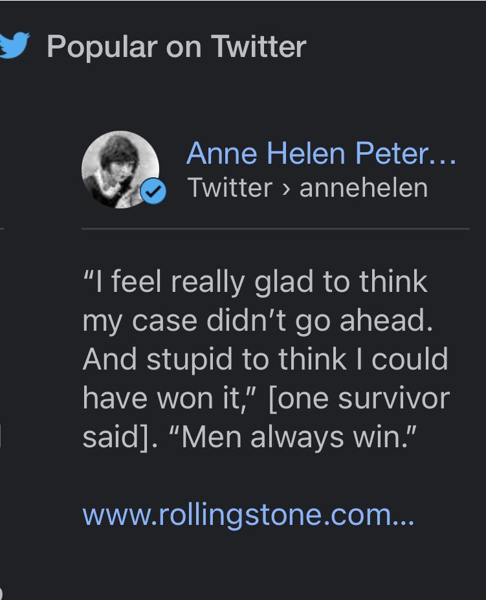 Popular on Twitter
Anne Helen Peter...
Twitter › annehelen
“I feel really glad to think
my case didn’t go ahead.
And stupid to think I could
have won it,” [one survivor
said]. “Men always win.”
www.rollingstone.com...